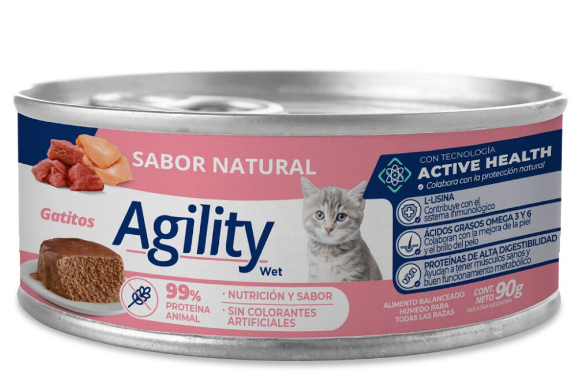 SABOR NATURAL
Gatitos
Agility
Wet
99%
PROTEÍNA
ANIMAL
· NUTRICIÓN Y SABOR
· SIN COLORANTES
ARTIFICIALES
CON TECNOLOGÍA
ACTIVE HEALTH
Colabora con la protección natural
L-LISINA
Contribuye con el
sistema inmunológico
ÁCIDOS GRASOS OMEGA 3 Y 6
Colaboran con la mejora de la piel
y el brillo del pelo
PROTEÍNAS DE ALTA DIGESTIBILIDAD
Ayudan a tener músculos sanos y
buen funcionamiento metabólico
ALIMENTO BALANCEADO
HÚMEDO PARA
TODAS LAS RAZAS
CONT.
NETO 90g
INDUSTRIA ARGENTINA